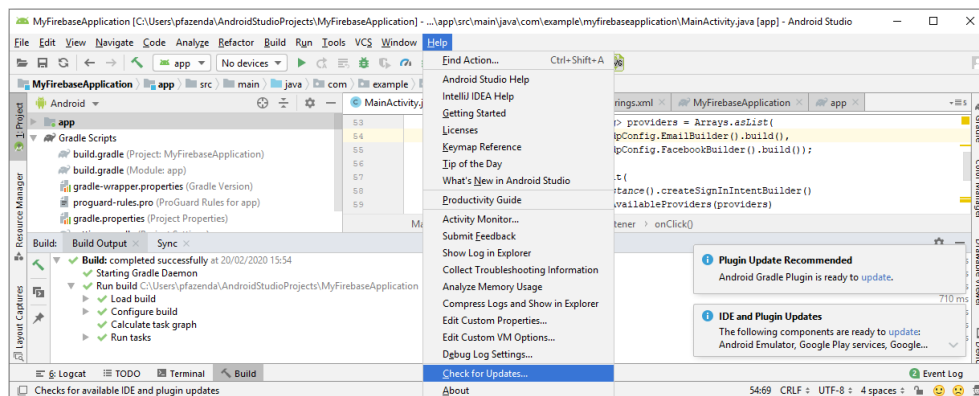 MyFirebaseApplication [C:\Users\pfazenda\AndroidStudioProjects\MyFirebaseApplication] - ...\app\src\main\java\com\example\myfirebaseapplication\MainActivity.java [app] - Android Studio
File Edit View Navigate Code Analyze Refactor Build Run Tools VCS Window Help
app No devices
MyFirebaseApplication app src main java com example
Android MainActivity.j rings.xml MyFirebaseApplication app
1: Project
Resource Manager
Layout Captures
app
Gradle Scripts
build.gradle (Project: MyFirebaseApplication)
build.gradle (Module: app)
gradle-wrapper.properties (Gradle Version)
proguard-rules.pro (ProGuard Rules for app)
gradle.properties (Project Properties)
53
54
55
56
57
58
59
> providers = Arrays.asList(
pConfig.EmailBuilder().build(),
pConfig.FacebookBuilder().build());
t(
tance().createSignInIntentBuilder()
AvailableProviders(providers)
Ma
tener > onClick()
Find Action... Ctrl+Shift+A
Android Studio Help
IntelliJ IDEA Help
Getting Started
Licenses
Keymap Reference
Tip of the Day
What's New in Android Studio
Productivity Guide
Activity Monitor...
Submit Feedback
Show Log in Explorer
Collect Troubleshooting Information
Analyze Memory Usage
Compress Logs and Show in Explorer
Edit Custom Properties...
Edit Custom VM Options...
Debug Log Settings...
Check for Updates...
About
Build: Build Output Sync
Build: completed successfully at 20/02/2020 15:54
Starting Gradle Daemon
Run build C:\Users\pfazenda\AndroidStudioProjects\MyFirebaseApplication
Load build
Configure build
Calculate task graph
Run tasks
710 ms
Plugin Update Recommended
Android Gradle Plugin is ready to update.
IDE and Plugin Updates
The following components are ready to update:
Android Emulator, Google Play services, Google...
6: Logcat TODO Terminal Build Event Log
Checks for available IDE and plugin updates 54:69 CRLF UTF-8 4 spaces